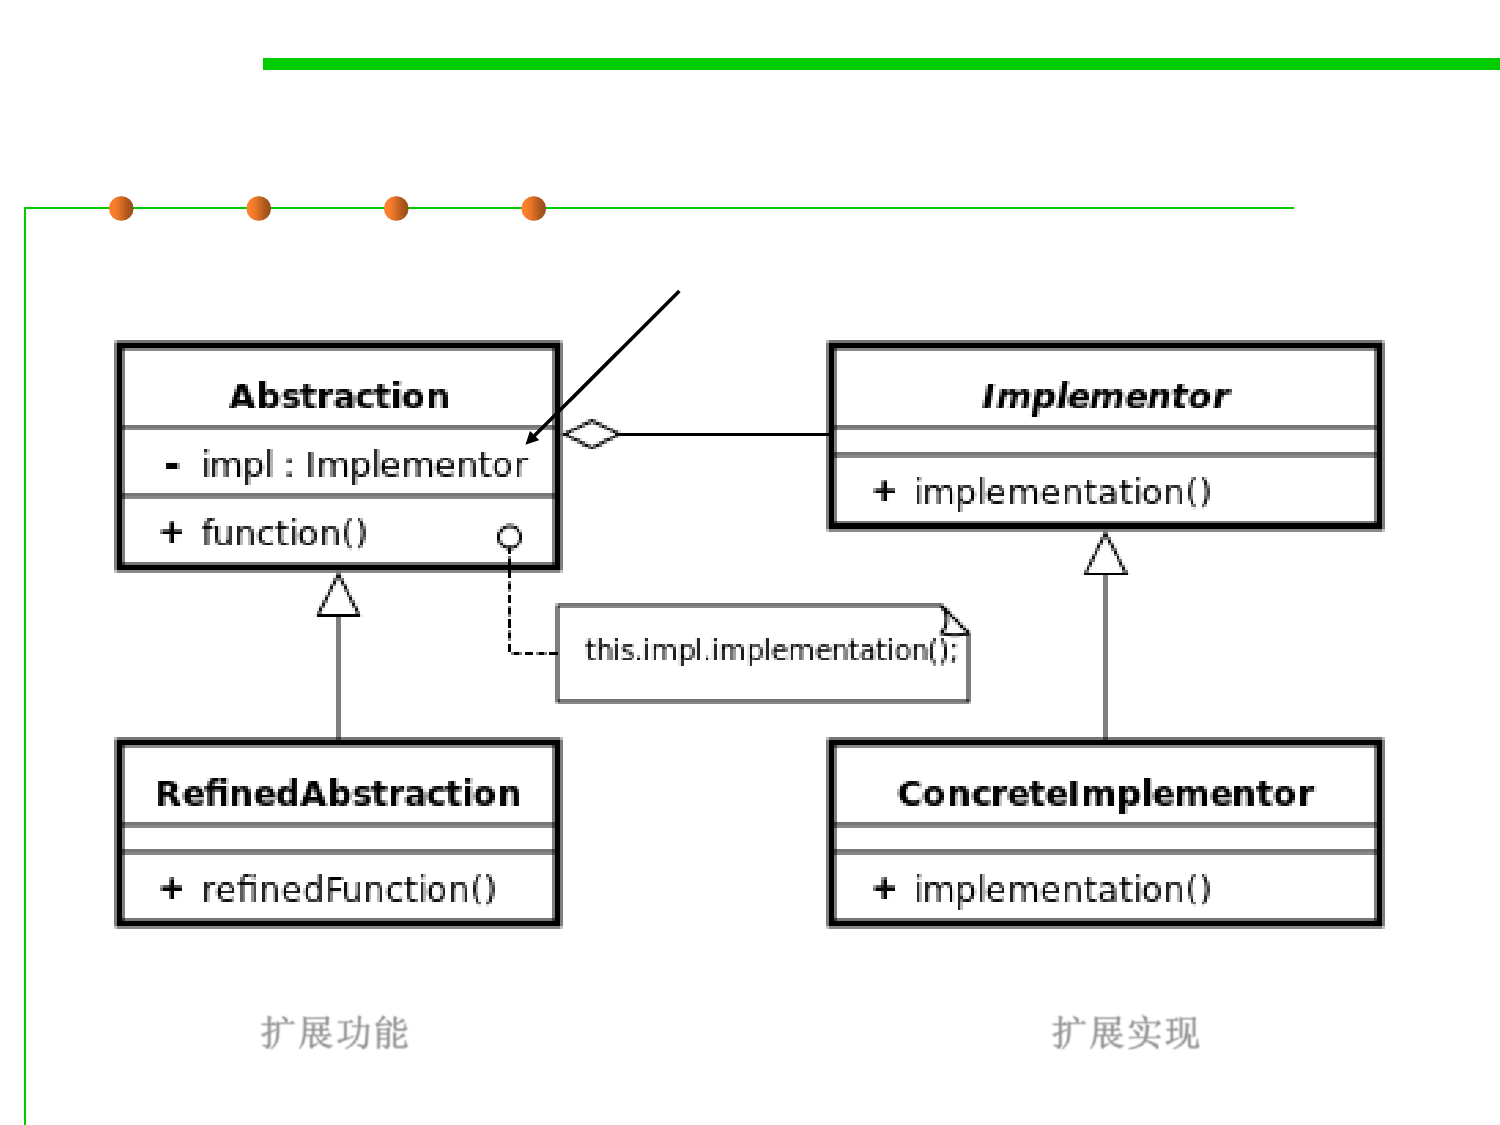 Abstraction
- impl : Implementor
+ function()
Implementor
+ implementation()
this.impl.implementation();
RefinedAbstraction
+ refinedFunction()
ConcreteImplementor
+ implementation()
扩展功能
扩展实现